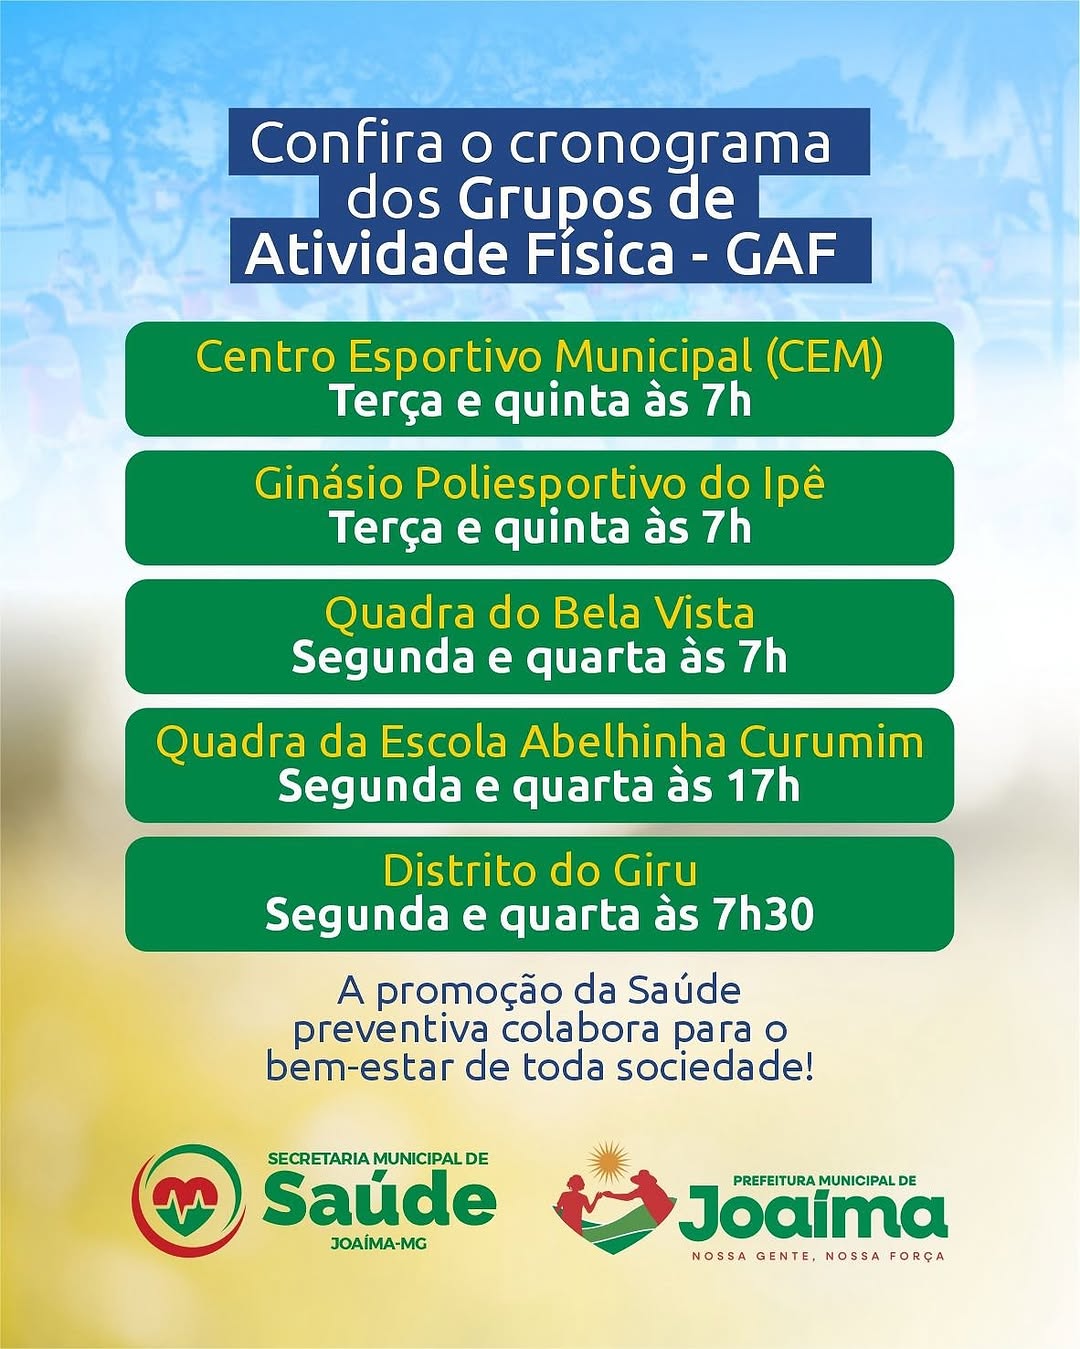 Confira o cronograma
dos Grupos de
Atividade Física - GAF
Centro Esportivo Municipal (CEM)
Terça e quinta às 7h
Ginásio Poliesportivo do Ipê
Terça e quinta às 7h
Quadra do Bela Vista
Segunda e quarta às 7h
Quadra da Escola Abelhinha Curumim
Segunda e quarta às 17h
Distrito do Giru
Segunda e quarta às 7h30
A promoção da Saúde
preventiva colabora para o
bem-estar de toda sociedade!
SECRETARIA MUNICIPAL DE
Saúde
JOAÍMA-MG
PREFEITURA MUNICIPAL DE
Joaíma
NOSSA GENTE, NOSSA FORÇA